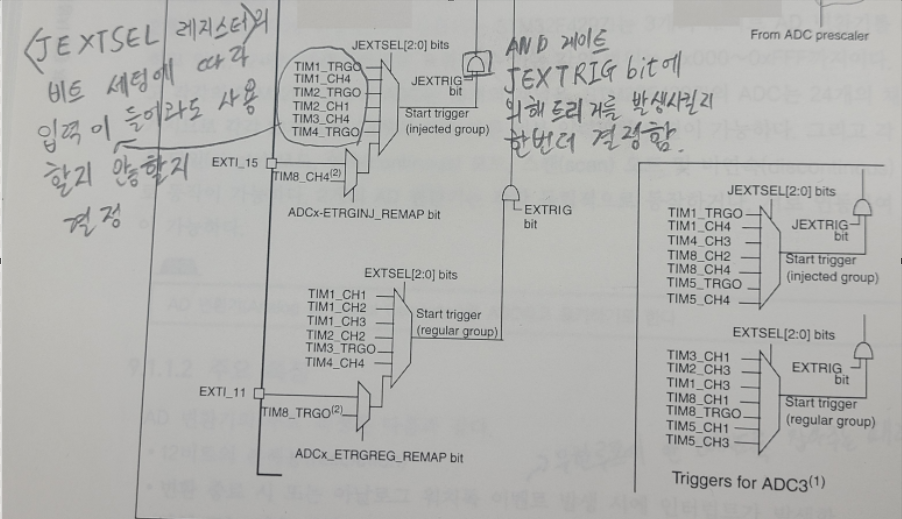 From ADC prescaler
<JEXTSEL 레지스터>의
비트 세팅에 따라
입력이 들어와도 사용
할지 안할지
결정
JEXTSEL[2:0] bits
TIM1_TRGO
TIM1_CH4
TIM2_TRGO
TIM2_CH1
TIM3_CH4
TIM4_TRGO
JEXTRIG
bit
Start trigger
(injected group)
EXTI_15
TIM8_CH4(2)
ADCx-ETRGINJ_REMAP bit
AND 게이트
JEXTRIG bit에
의해 트리거를 발생시킬지
한번더 결정함.
EXTRIG
bit
EXTSEL[2:0] bits
TIM1_CH1
TIM1_CH2
TIM1_CH3
TIM2_CH2
TIM3_TRGO
TIM4_CH4
Start trigger
(regular group)
EXTI_11
TIM8_TRGO(2)
ADCx_ETRGREG_REMAP bit
JEXTSEL[2:0] bits
TIM1_TRGO
TIM1_CH4
TIM4_CH3
TIM8_CH2
TIM8_CH4
TIM5_TRGO
TIM5_CH4
JEXTRIG
bit
Start trigger
(injected group)
EXTSEL[2:0] bits
TIM3_CH1
TIM2_CH3
TIM1_CH3
TIM8_CH1
TIM8_TRGO
TIM5_CH1
TIM5_CH3
EXTRIG
bit
Start trigger
(regular group)
Triggers for ADC3(1)